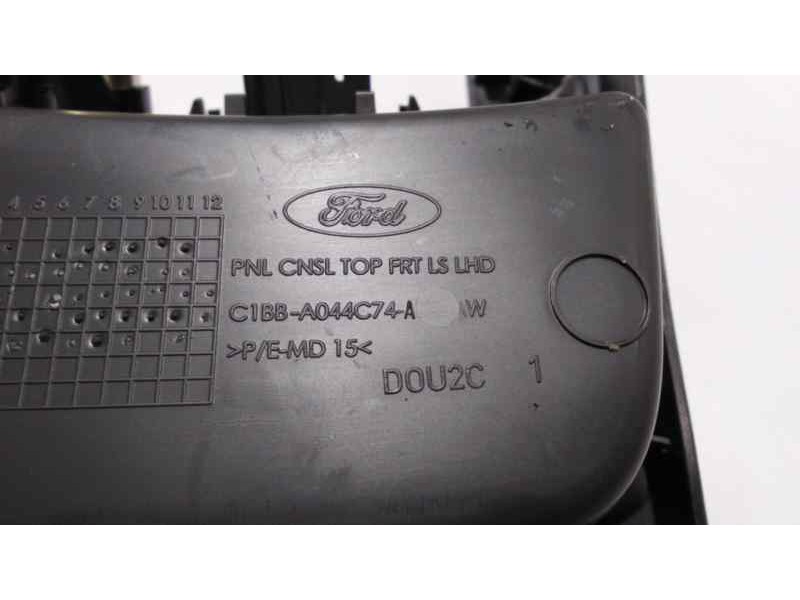 4 5 6 7 8 9 10 11 12
Ford
PNL CNSL TOP FRT LS LHD
C1BB-A044C74-A W
>P/E-MD 15<
D0U2C 1